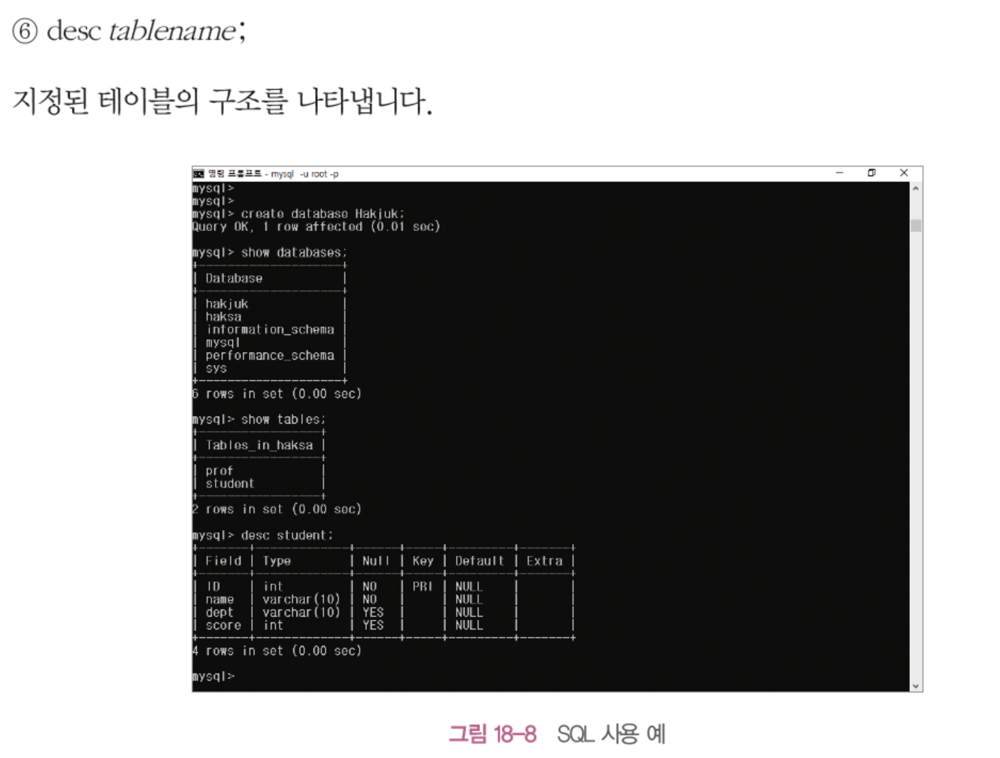 ⑥ desc tablename;
지정된 테이블의 구조를 나타냅니다.
명령 프롬프트 - mysql -u root -p
mysql>
mysql>
mysql> create database Hakjuk;
Query OK, 1 row affected (0.01 sec)
mysql> show databases;
+--------------------+
| Database           |
+--------------------+
| hakjuk             |
| haksa              |
| information_schema |
| mysql              |
| performance_schema |
| sys                |
+--------------------+
6 rows in set (0.00 sec)
mysql> show tables;
+-----------------+
| Tables_in_haksa |
+-----------------+
| prof            |
| student         |
+-----------------+
2 rows in set (0.00 sec)
mysql> desc student;
+-------+-------------+------+-----+---------+-------+
| Field | Type        | Null | Key | Default | Extra |
+-------+-------------+------+-----+---------+-------+
| ID    | int         | NO   | PRI | NULL    |       |
| name  | varchar(10) | NO   |     | NULL    |       |
| dept  | varchar(10) | YES  |     | NULL    |       |
| score | int         | YES  |     | NULL    |       |
+-------+-------------+------+-----+---------+-------+
4 rows in set (0.00 sec)
mysql>
그림 18-8 SQL 사용 예